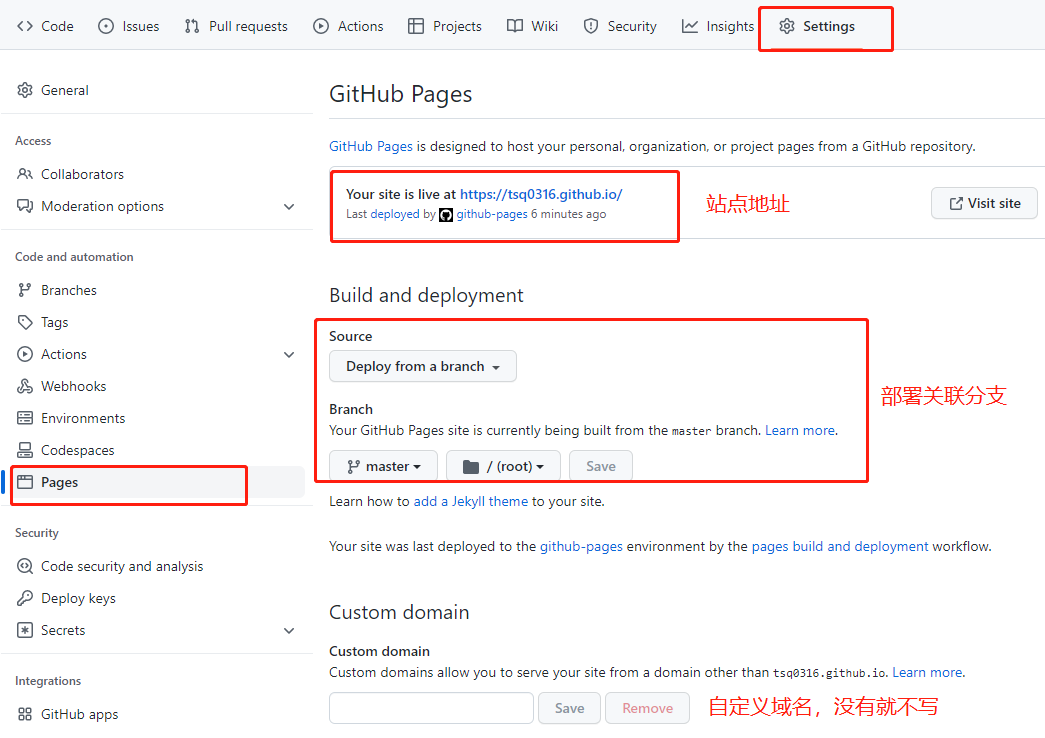 Code Issues Pull requests Actions Projects Wiki Security Insights Settings
General
Access
Collaborators
Moderation options
Code and automation
Branches
Tags
Actions
Webhooks
Environments
Codespaces
Pages
Security
Code security and analysis
Deploy keys
Secrets
Integrations
GitHub apps
GitHub Pages
GitHub Pages is designed to host your personal, organization, or project pages from a GitHub repository.
Your site is live at https://tsq0316.github.io/
Last deployed by github-pages 6 minutes ago
站点地址
Visit site
Build and deployment
Source
Deploy from a branch
Branch
Your GitHub Pages site is currently being built from the master branch. Learn more.
master / (root) Save
部署关联分支
Learn how to add a Jekyll theme to your site.
Your site was last deployed to the github-pages environment by the pages build and deployment workflow.
Custom domain
Custom domain
Custom domains allow you to serve your site from a domain other than tsq0316.github.io. Learn more.
Save Remove
自定义域名，没有就不写